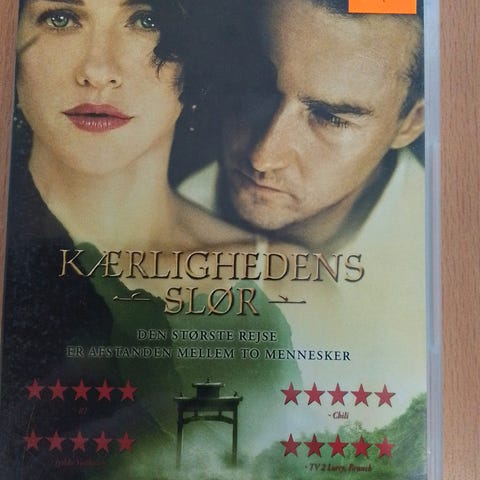 KÆRLIGHEDENS
SLØR
DEN STØRSTE REJSE
ER AFSTANDEN MELLEM TO MENNESKER
- Chili
- TV 2 Lorry, Brunch